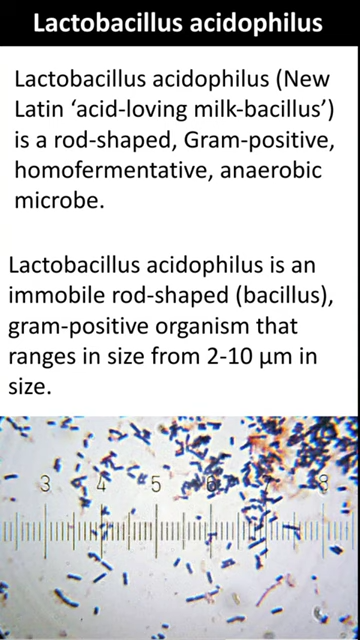 Lactobacillus acidophilus
Lactobacillus acidophilus (New
Latin ‘acid-loving milk-bacillus’)
is a rod-shaped, Gram-positive,
homofermentative, anaerobic
microbe.
Lactobacillus acidophilus is an
immobile rod-shaped (bacillus),
gram-positive organism that
ranges in size from 2-10 µm in
size.
3 4 5 6 8